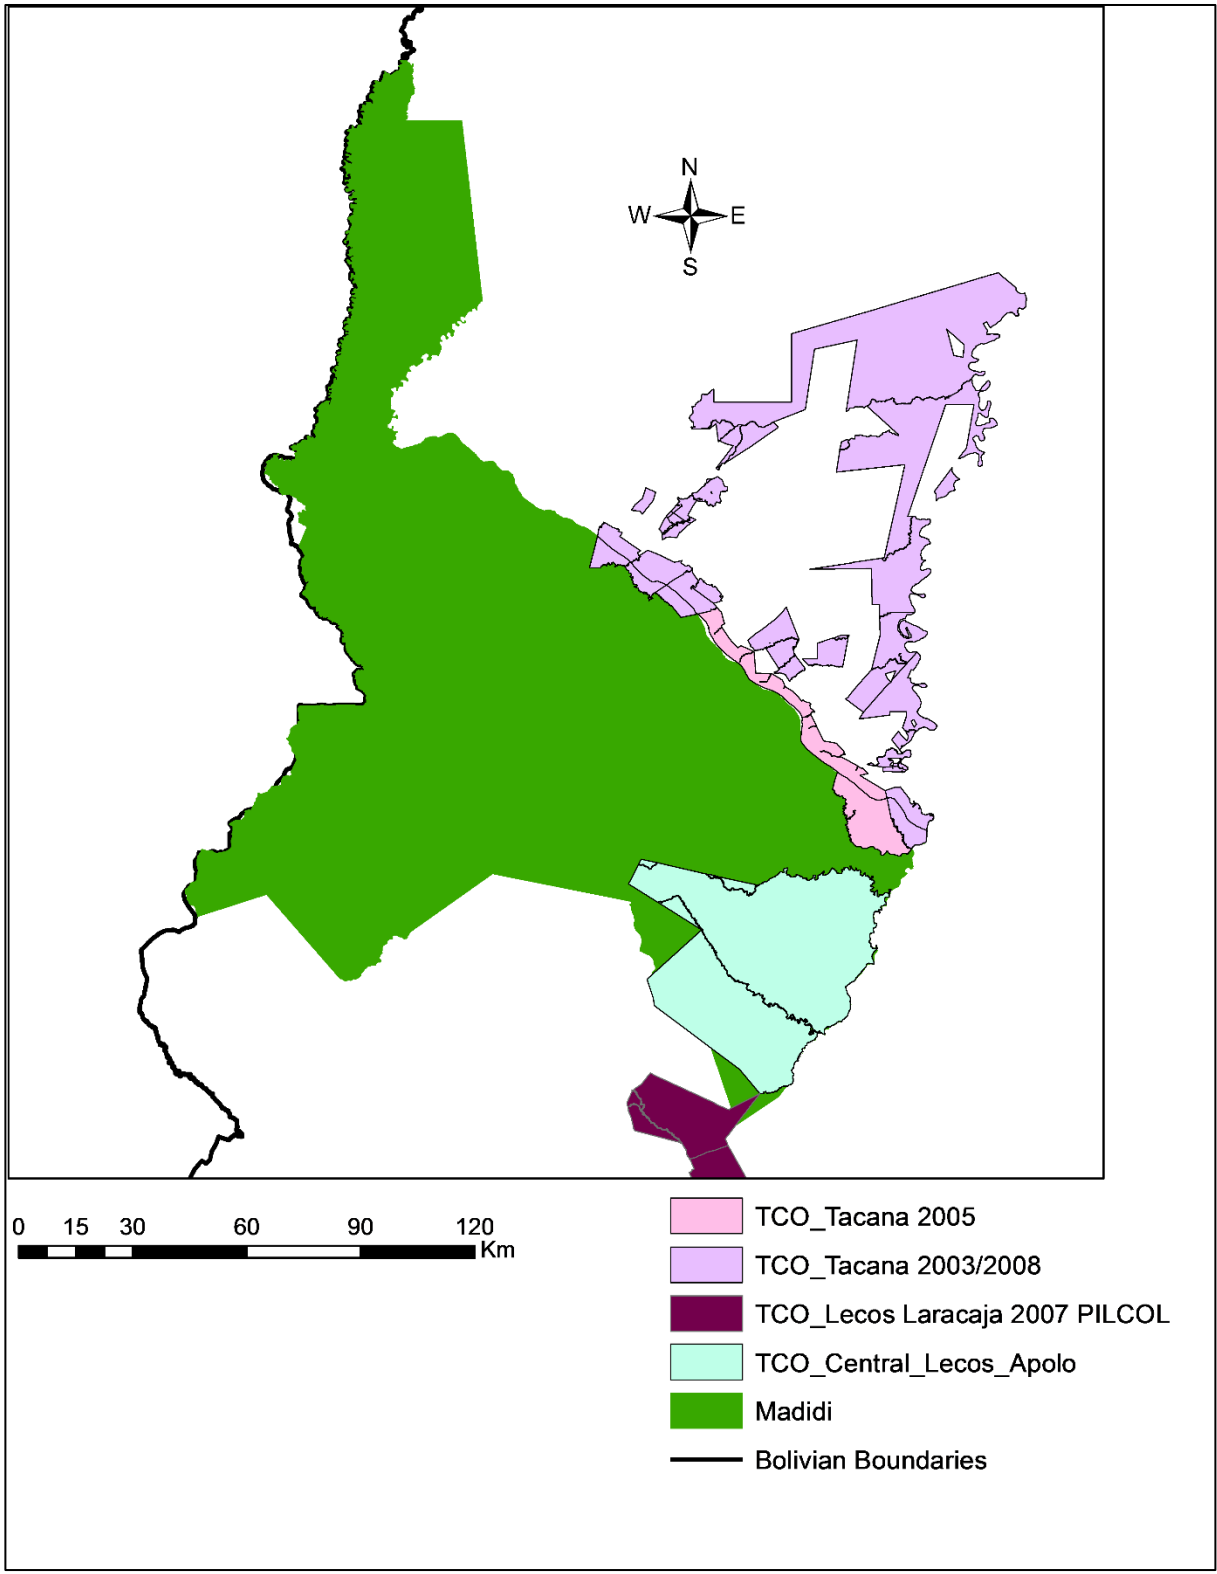 N
W E
S
0 15 30 60 90 120
Km
TCO_Tacana 2005
TCO_Tacana 2003/2008
TCO_Lecos Laracaja 2007 PILCOL
TCO_Central_Lecos_Apolo
Madidi
Bolivian Boundaries